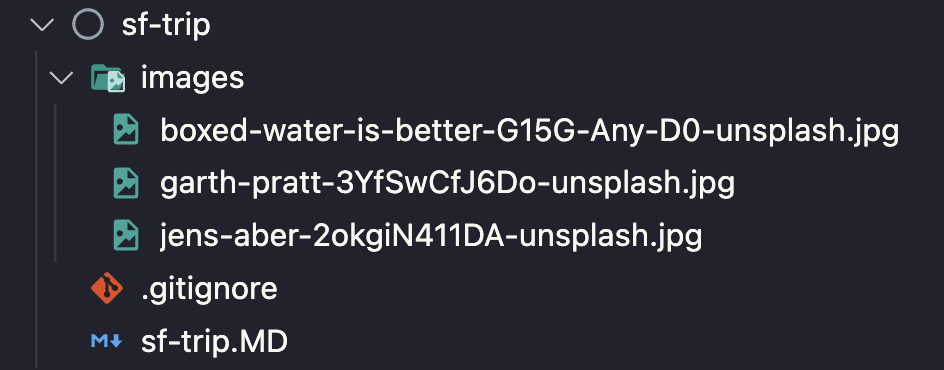 sf-trip
images
boxed-water-is-better-G15G-Any-D0-unsplash.jpg
garth-pratt-3YfSwCfJ6Do-unsplash.jpg
jens-aber-2okgiN411DA-unsplash.jpg
.gitignore
sf-trip.MD